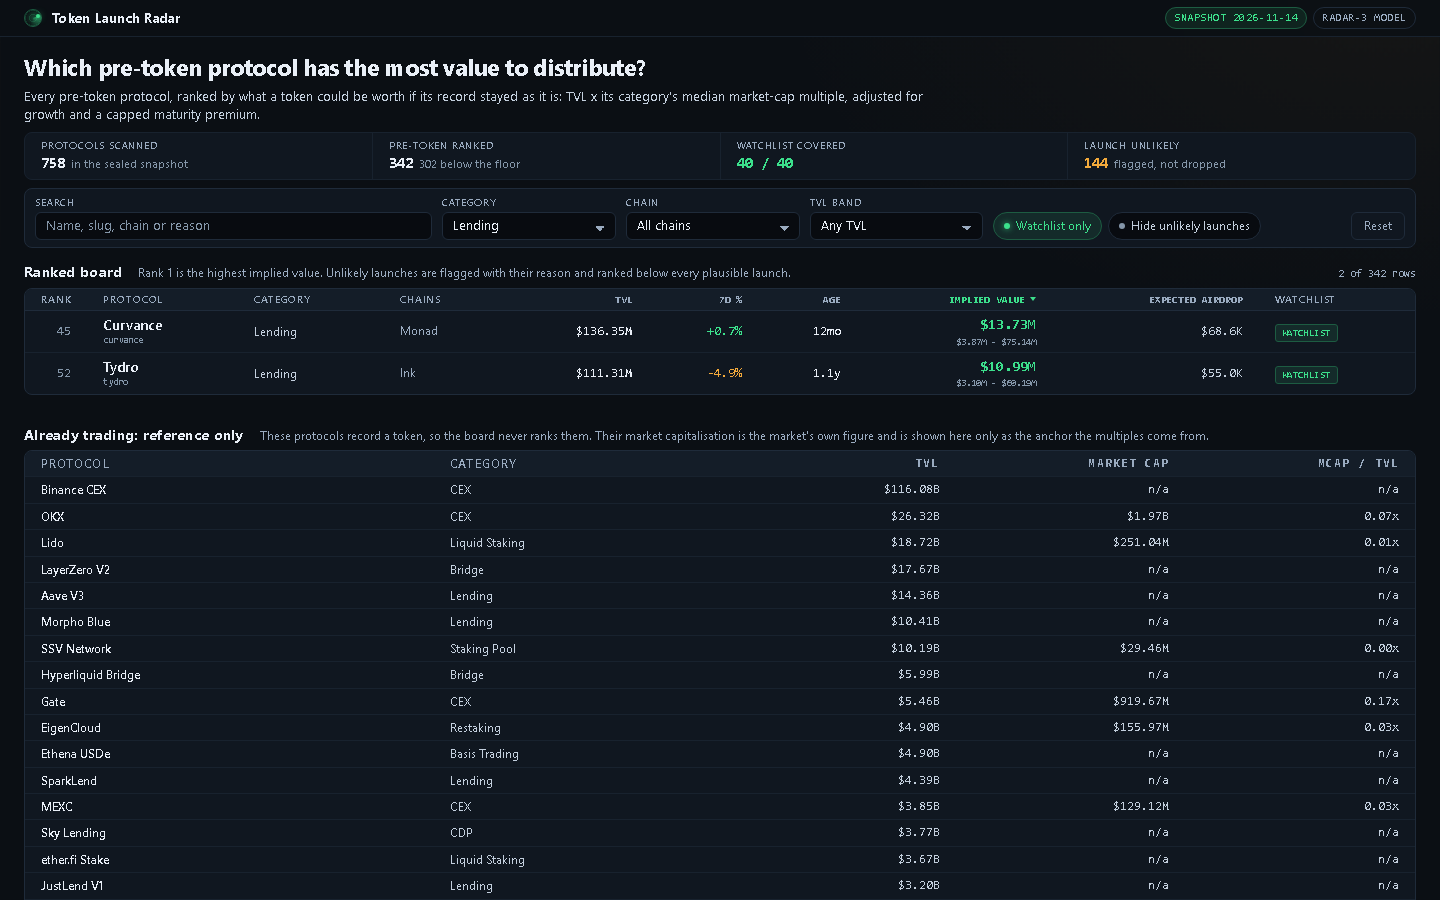 Token Launch Radar
SNAPSHOT 2026-11-14
RADAR-3 MODEL
Which pre-token protocol has the most value to distribute?
Every pre-token protocol, ranked by what a token could be worth if its record stayed as it is: TVL x its category's median market-cap multiple, adjusted for
growth and a capped maturity premium.
PROTOCOLS SCANNED
758 in the sealed snapshot
PRE-TOKEN RANKED
342 302 below the floor
WATCHLIST COVERED
40 / 40
LAUNCH UNLIKELY
144 flagged, not dropped
SEARCH CATEGORY CHAIN TVL BAND
Name, slug, chain or reason Lending All chains Any TVL Watchlist only Hide unlikely launches Reset
Ranked board Rank 1 is the highest implied value. Unlikely launches are flagged with their reason and ranked below every plausible launch. 2 of 342 rows
RANK PROTOCOL CATEGORY CHAINS TVL 7D % AGE IMPLIED VALUE ▼ EXPECTED AIRDROP WATCHLIST
45 Curvance Lending Monad $136.35M +0.7% 12mo $13.73M $68.6K WATCHLIST
curvance $3.87M - $75.14M
52 Tydro Lending Ink $111.31M -4.9% 1.1y $10.99M $55.0K WATCHLIST
tydro $3.10M - $60.19M
Already trading: reference only These protocols record a token, so the board never ranks them. Their market capitalisation is the market's own figure and is shown here only as the anchor the multiples come from.
PROTOCOL CATEGORY TVL MARKET CAP MCAP / TVL
Binance CEX CEX $116.08B n/a n/a
OKX CEX $26.32B $1.97B 0.07x
Lido Liquid Staking $18.72B $251.04M 0.01x
LayerZero V2 Bridge $17.67B n/a n/a
Aave V3 Lending $14.36B n/a n/a
Morpho Blue Lending $10.41B n/a n/a
SSV Network Staking Pool $10.19B $29.46M 0.00x
Hyperliquid Bridge Bridge $5.99B n/a n/a
Gate CEX $5.46B $919.67M 0.17x
EigenCloud Restaking $4.90B $155.97M 0.03x
Ethena USDe Basis Trading $4.90B n/a n/a
SparkLend Lending $4.39B n/a n/a
MEXC CEX $3.85B $129.12M 0.03x
Sky Lending CDP $3.77B n/a n/a
ether.fi Stake Liquid Staking $3.67B n/a n/a
JustLend V1 Lending $3.20B n/a n/a